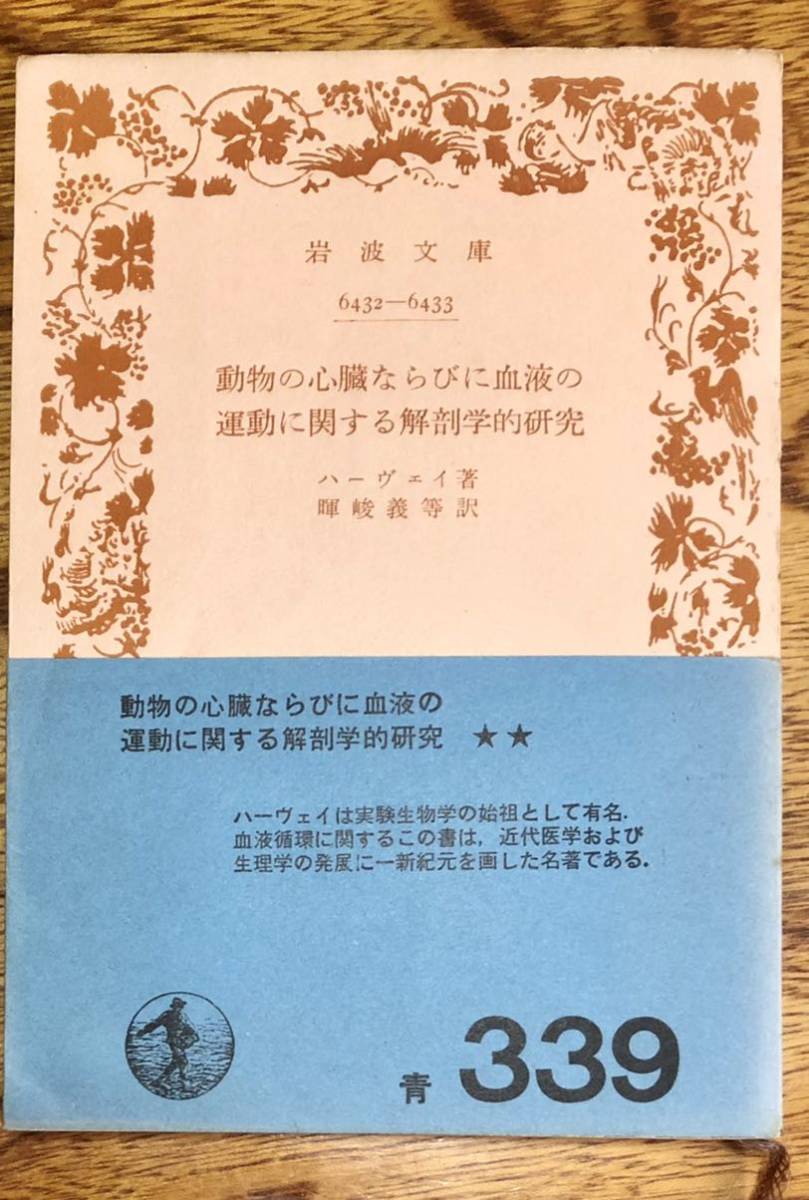 岩波文庫
6432—6433
動物の心臓ならびに血液の
運動に関する解剖学的研究
ハーヴェイ著
暉峻義等訳
動物の心臓ならびに血液の
運動に関する解剖学的研究 ★★
ハーヴェイは実験生物学の始祖として有名.
血液循環に関するこの書は, 近代医学および
生理学の発展に一新紀元を画した名著である.
青 339